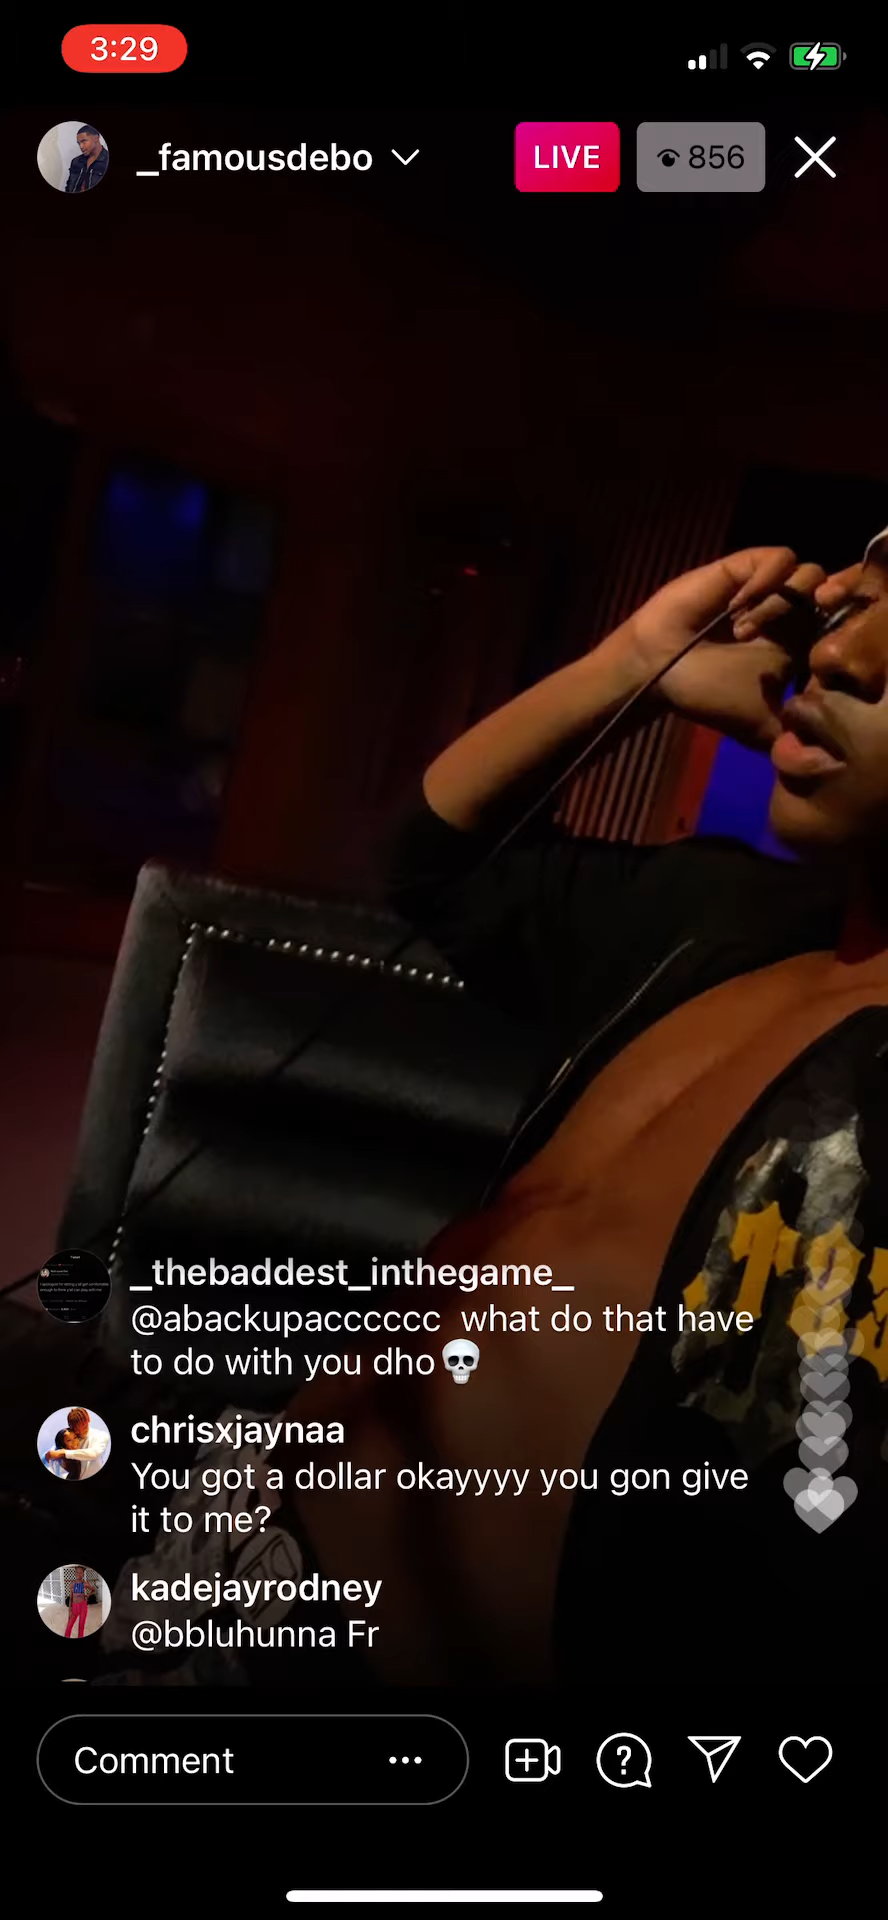 3:29
_famousdebo
LIVE
856
_thebaddest_inthegame_
@abackupacccccc what do that have
to do with you dho💀
chrisxjaynaa
You got a dollar okayyyy you gon give
it to me?
kadejayrodney
@bbluhunna Fr
Comment